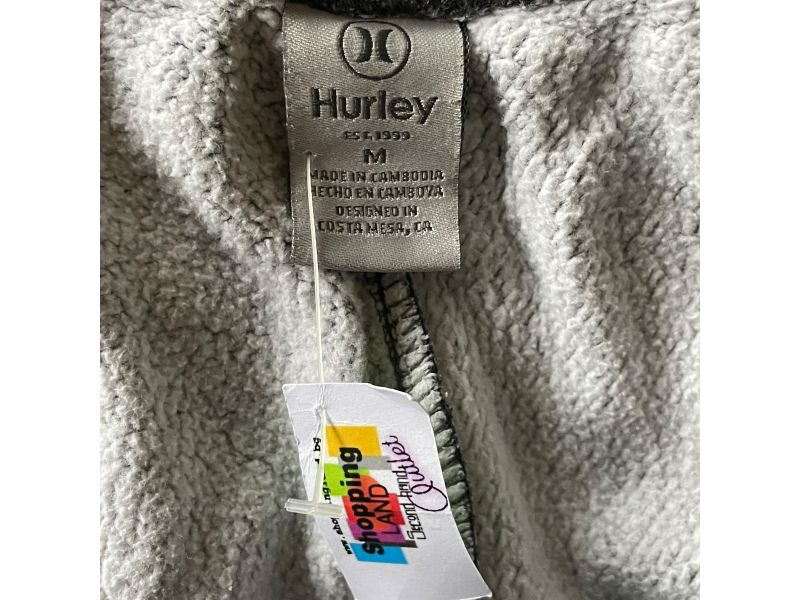 Hurley
EST. 1999
M
MADE IN CAMBODIA
HECHO EN CAMBOYA
DESIGNED IN
COSTA MESA, CA
Shopping
LAND
Second hand
Outlet